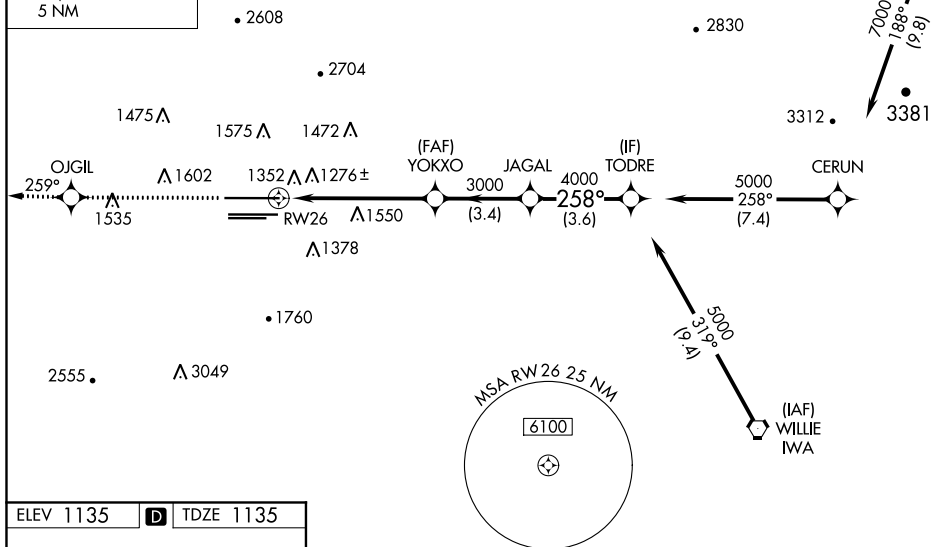 5 NM
2608
2830
7000
188°
(9.8)
2704
3381
3312
1475
1575
1472
(FAF)
YOKXO
JAGAL
(IF)
TODRE
CERUN
OJGIL
259°
1602
1352
1276±
3000
(3.4)
4000
258°
(3.6)
5000
258°
(7.4)
1535
RW26
1550
1378
5000
319°
(9.4)
1760
2555
3049
MSA RW 26 25 NM
6100
(IAF)
WILLIE
IWA
ELEV 1135 D TDZE 1135